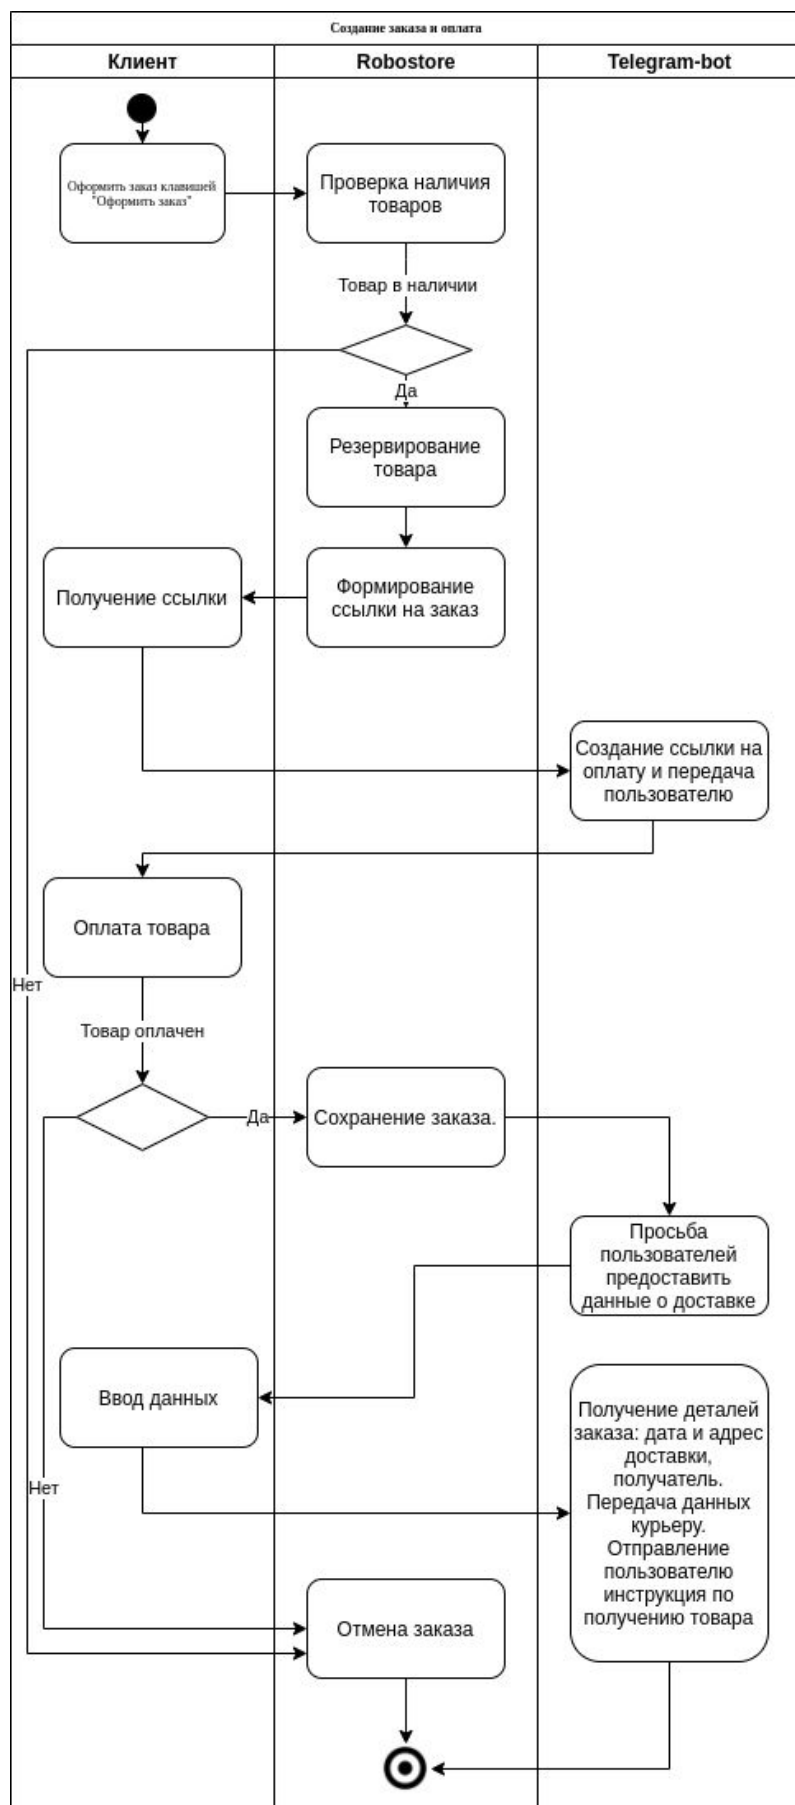 Создание заказа и оплата
Клиент
Robostore
Telegram-bot
Оформить заказ клавишей
"Оформить заказ"
Проверка наличия
товаров
Товар в наличии
Да
Резервирование
товара
Получение ссылки
Формирование
ссылки на заказ
Создание ссылки на
оплату и передача
пользователю
Оплата товара
Нет
Товар оплачен
Да
Сохранение заказа.
Просьба
пользователей
предоставить
данные о доставке
Ввод данных
Получение деталей
заказа: дата и адрес
доставки,
получатель.
Передача данных
курьеру.
Отправление
пользователю
инструкция по
получению товара
Нет
Отмена заказа